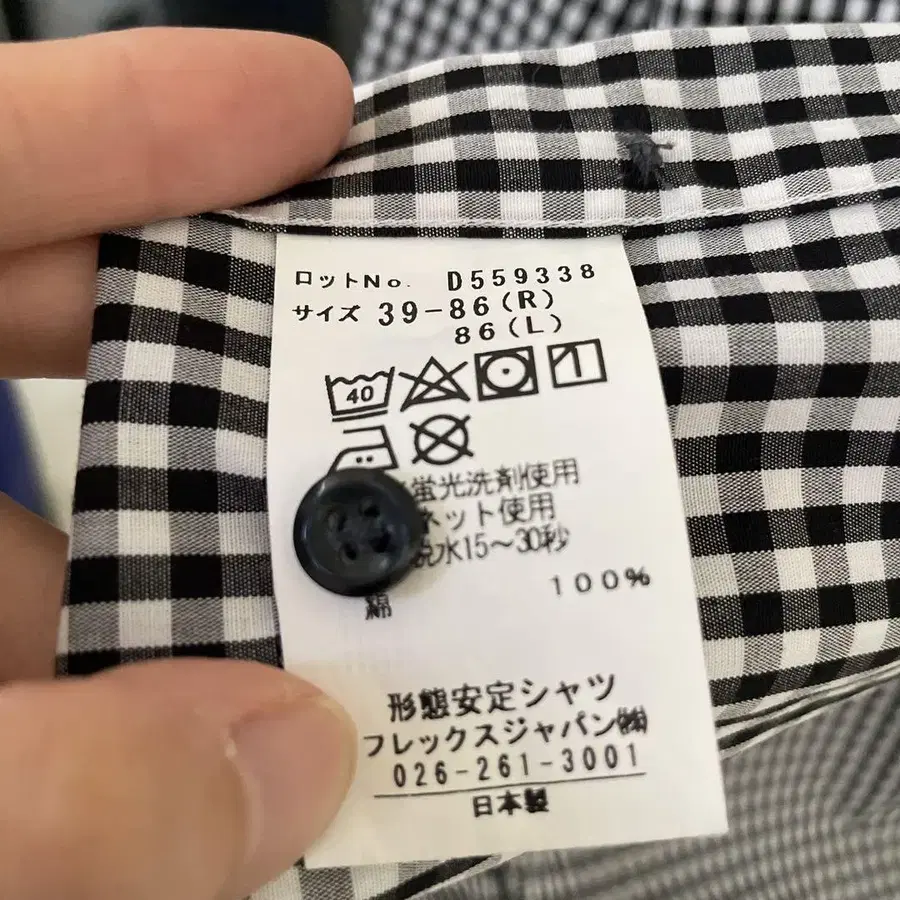 ロットNo. D559338
サイズ 39-86(R)
86(L)
40
蛍光洗剤使用
ネット使用
脱水15～30秒
綿 100%
形態安定シャツ
フレックスジャパン㈱
026-261-3001
日本製